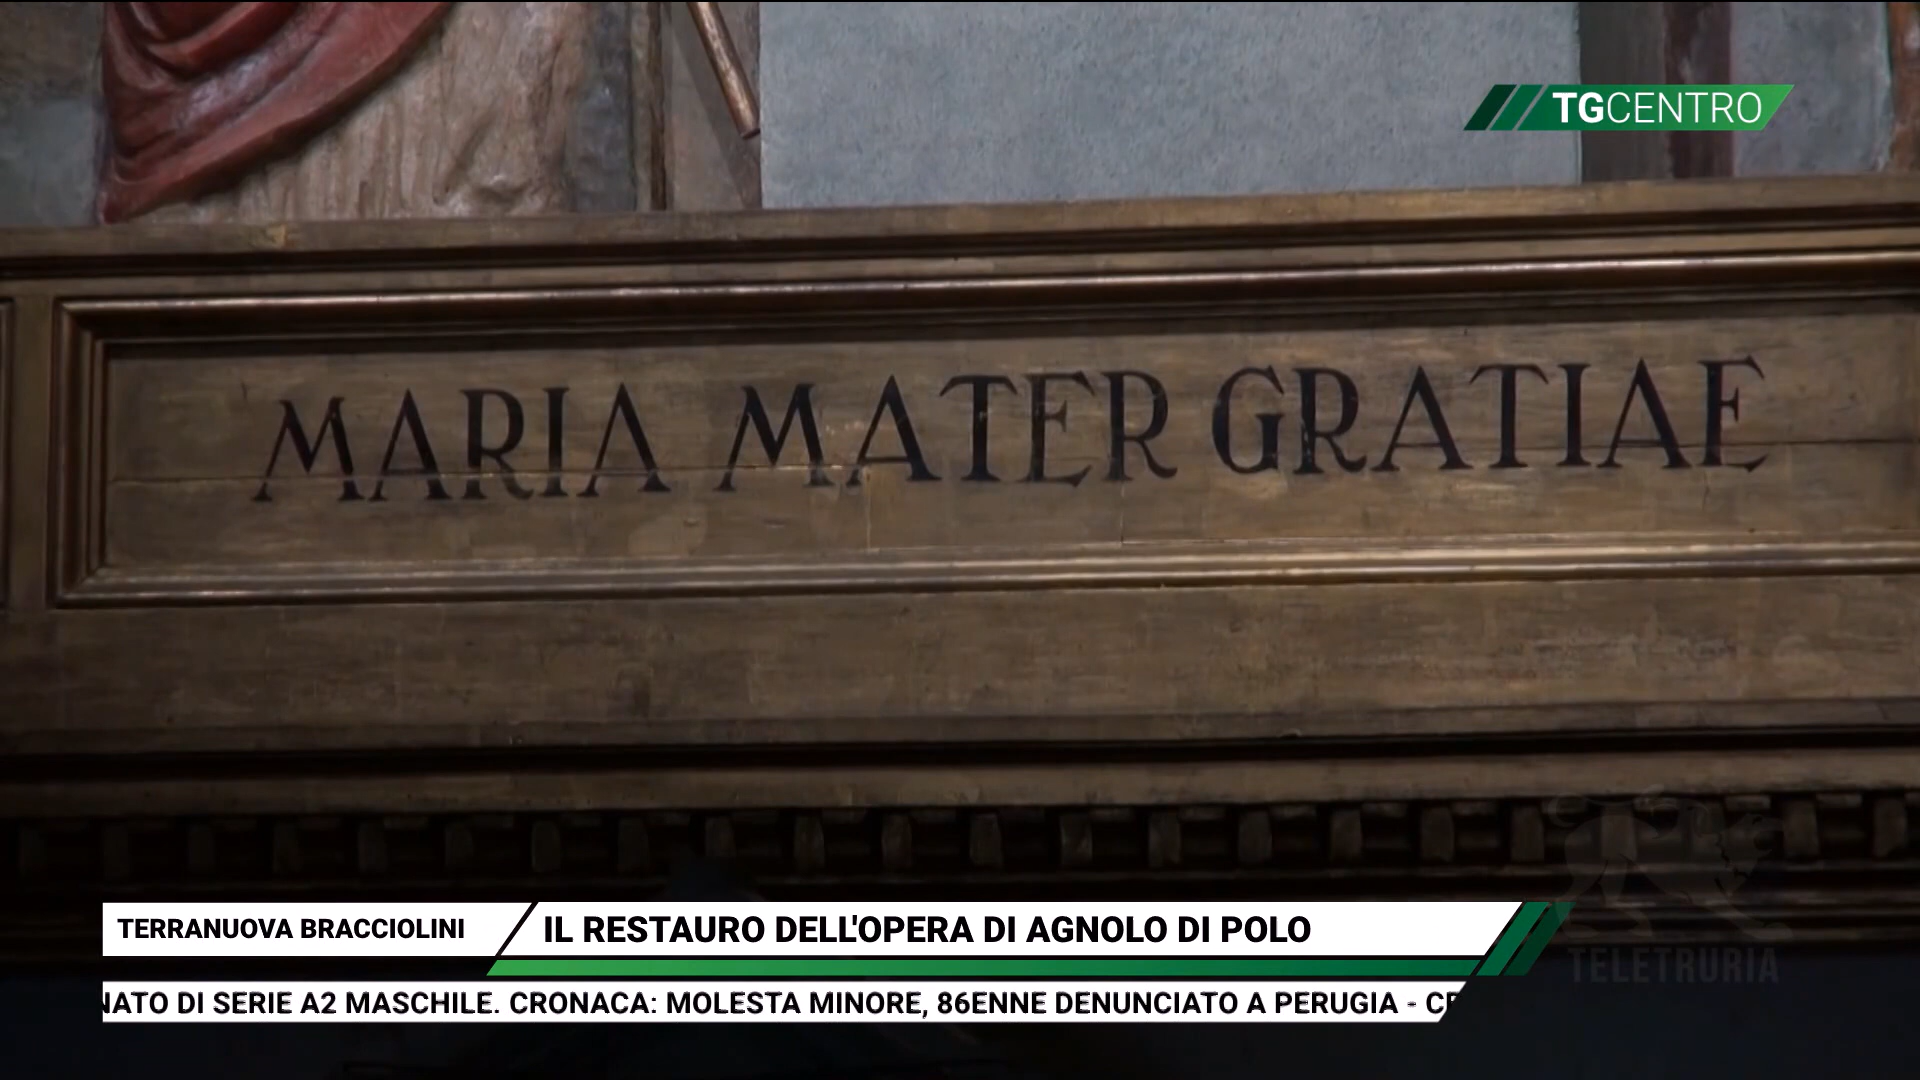 TGCENTRO
MARIA MATER GRATIAE
TERRANUOVA BRACCIOLINI
IL RESTAURO DELL'OPERA DI AGNOLO DI POLO
TELETRURIA
NATO DI SERIE A2 MASCHILE. CRONACA: MOLESTA MINORE, 86ENNE DENUNCIATO A PERUGIA - C